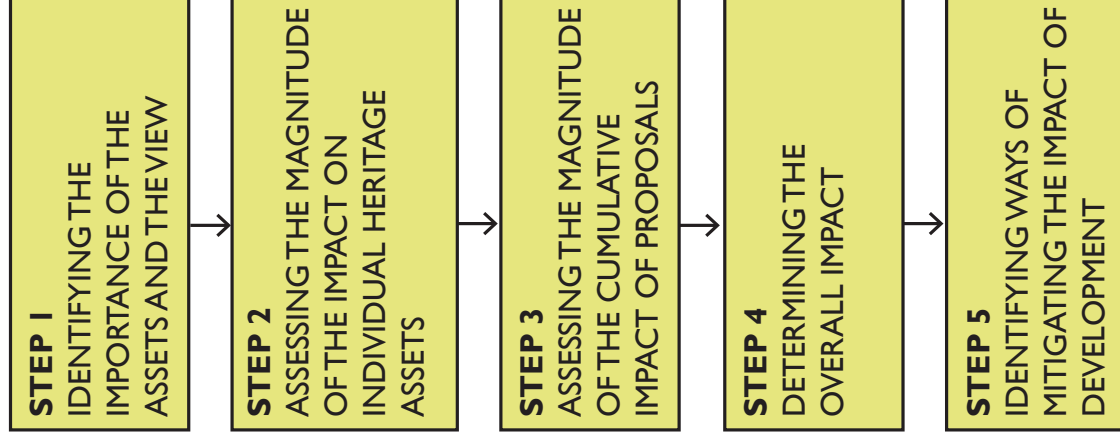 STEP 1
IDENTIFYING THE
IMPORTANCE OF THE
ASSETS AND THE VIEW
STEP 2
ASSESSING THE MAGNITUDE
OF THE IMPACT ON
INDIVIDUAL HERITAGE
ASSETS
STEP 3
ASSESSING THE MAGNITUDE
OF THE CUMULATIVE
IMPACT OF PROPOSALS
STEP 4
DETERMINING THE
OVERALL IMPACT
STEP 5
IDENTIFYING WAYS OF
MITIGATING THE IMPACT OF
DEVELOPMENT